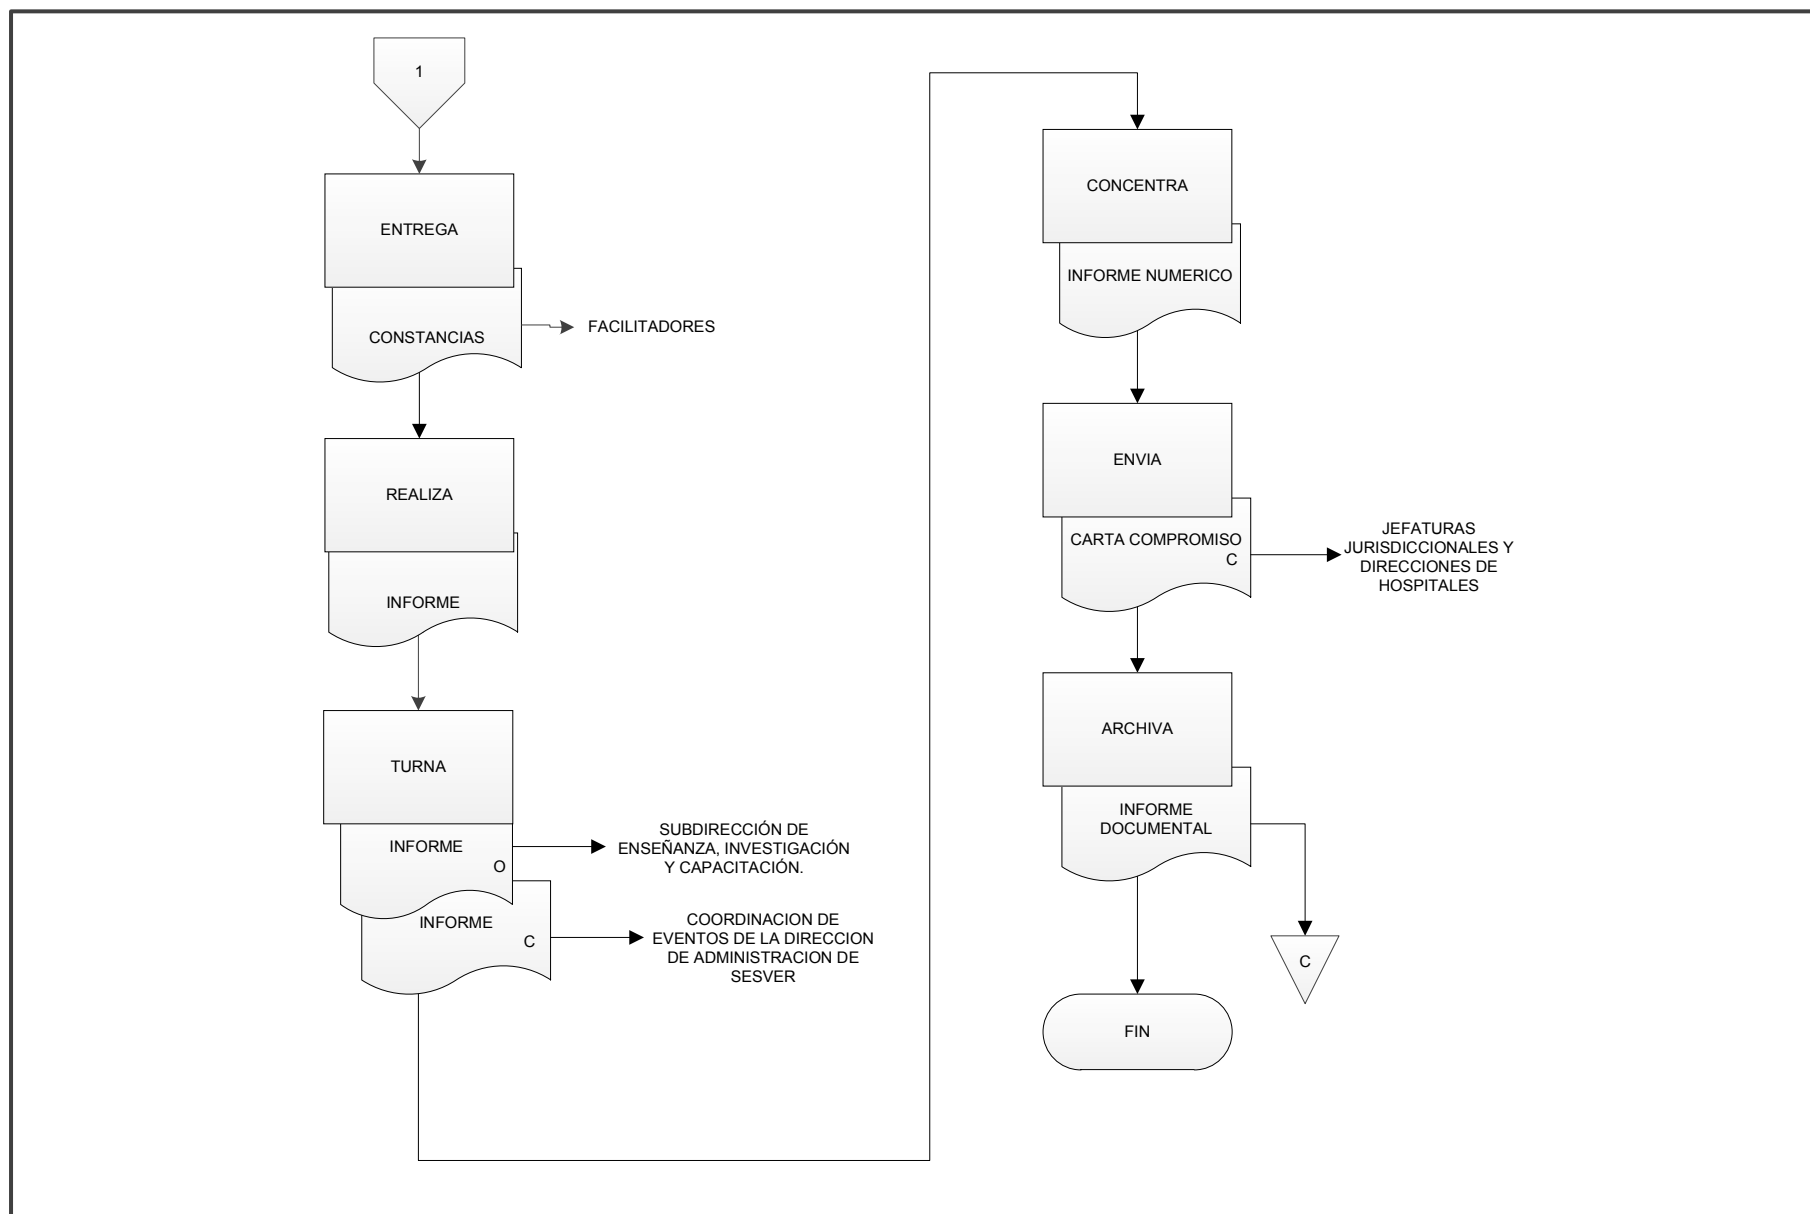 1
ENTREGA
CONSTANCIAS
FACILITADORES
REALIZA
INFORME
TURNA
INFORME
O
SUBDIRECCIÓN DE
ENSEÑANZA, INVESTIGACIÓN
Y CAPACITACIÓN.
INFORME
C
COORDINACION DE
EVENTOS DE LA DIRECCION
DE ADMINISTRACION DE
SESVER
CONCENTRA
INFORME NUMERICO
ENVIA
CARTA COMPROMISO
C
JEFATURAS
JURISDICCIONALES Y
DIRECCIONES DE
HOSPITALES
ARCHIVA
INFORME
DOCUMENTAL
C
FIN